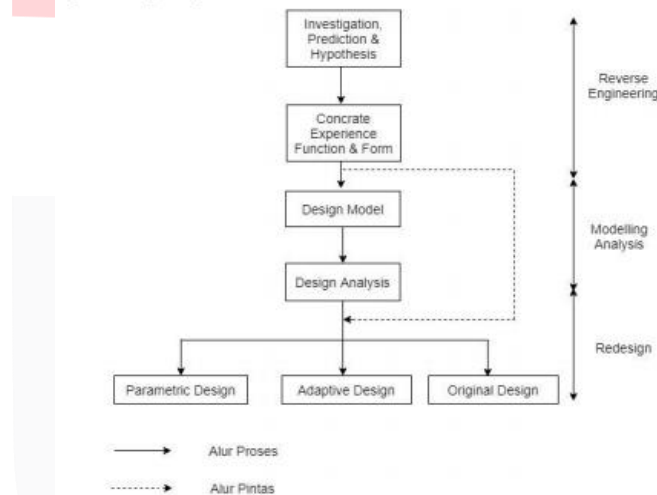 Investigation,
Prediction &
Hypothesis
Reverse
Engineering
Concrate
Experience
Function & Form
Design Model
Modelling
Analysis
Design Analysis
Redesign
Parametric Design
Adaptive Design
Original Design
Alur Proses
Alur Pintas